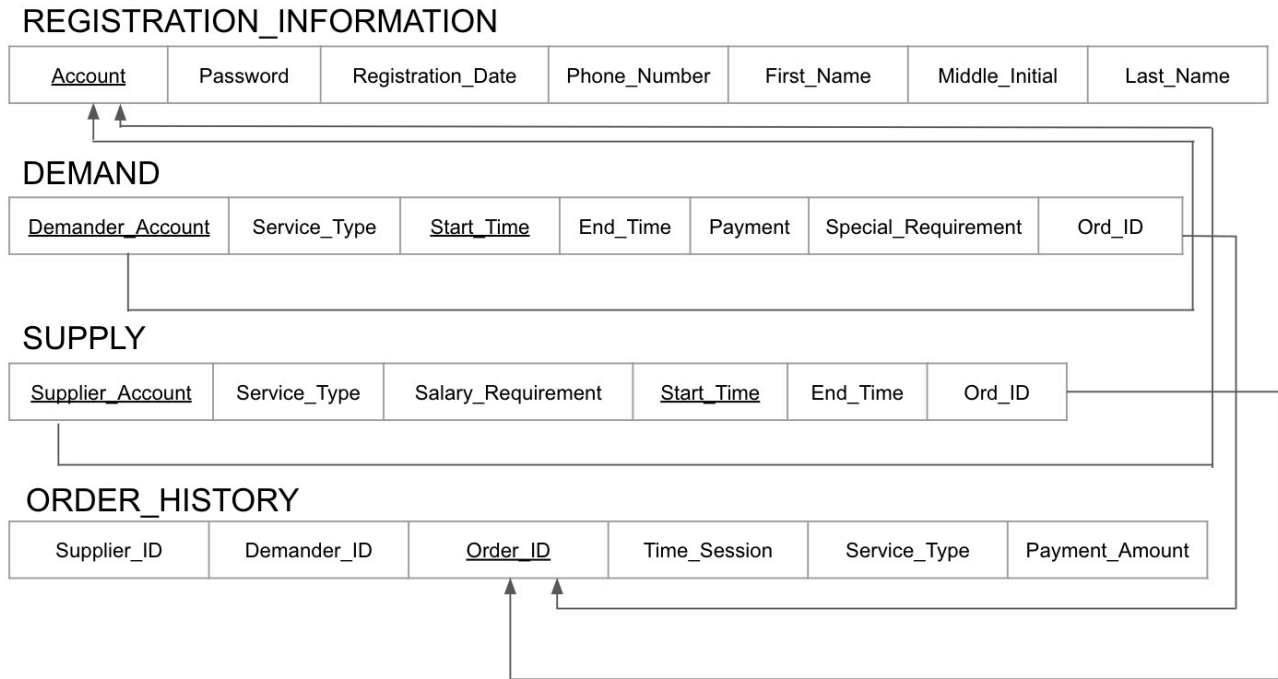 REGISTRATION_INFORMATION
Account Password Registration_Date Phone_Number First_Name Middle_Initial Last_Name
DEMAND
Demander_Account Service_Type Start_Time End_Time Payment Special_Requirement Ord_ID
SUPPLY
Supplier_Account Service_Type Salary_Requirement Start_Time End_Time Ord_ID
ORDER_HISTORY
Supplier_ID Demander_ID Order_ID Time_Session Service_Type Payment_Amount